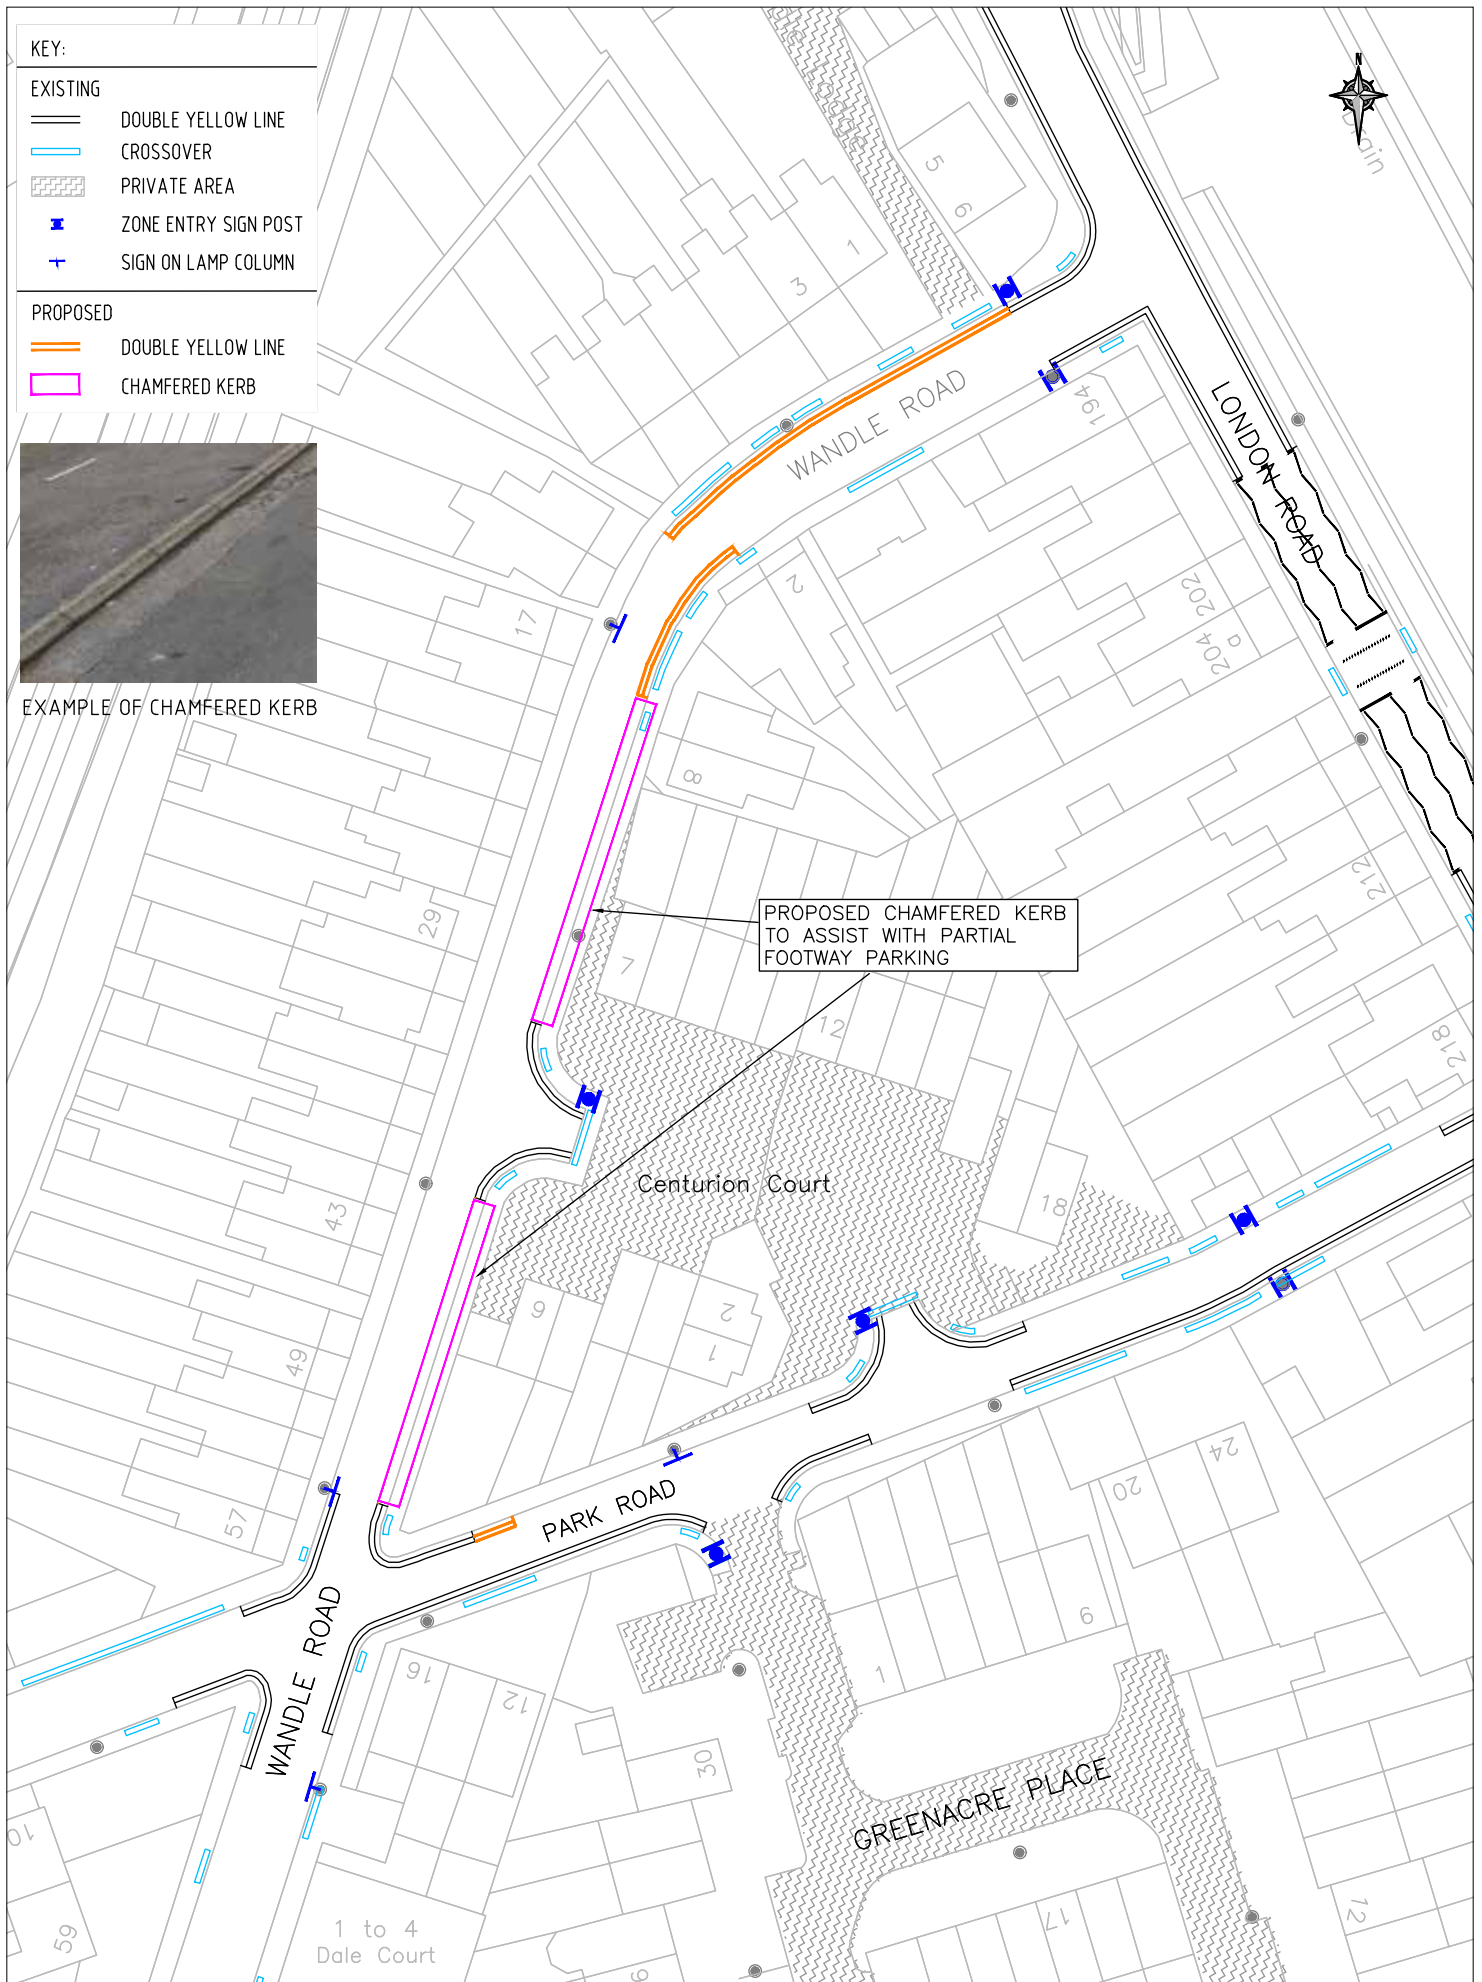 KEY:
EXISTING
DOUBLE YELLOW LINE
CROSSOVER
PRIVATE AREA
ZONE ENTRY SIGN POST
SIGN ON LAMP COLUMN
PROPOSED
DOUBLE YELLOW LINE
CHAMFERED KERB
EXAMPLE OF CHAMFERED KERB
N
Drain
5
6
1
3
WANDLE ROAD
194
LONDON ROAD
2
17
202
204
a
8
29
212
PROPOSED CHAMFERED KERB
TO ASSIST WITH PARTIAL
FOOTWAY PARKING
7
12
218
Centurion Court
18
43
6
2
1
49
24
20
57
PARK ROAD
WANDLE ROAD
9
1
16
12
30
GREENACRE PLACE
10
59
1 to 4
Dale Court
17
12